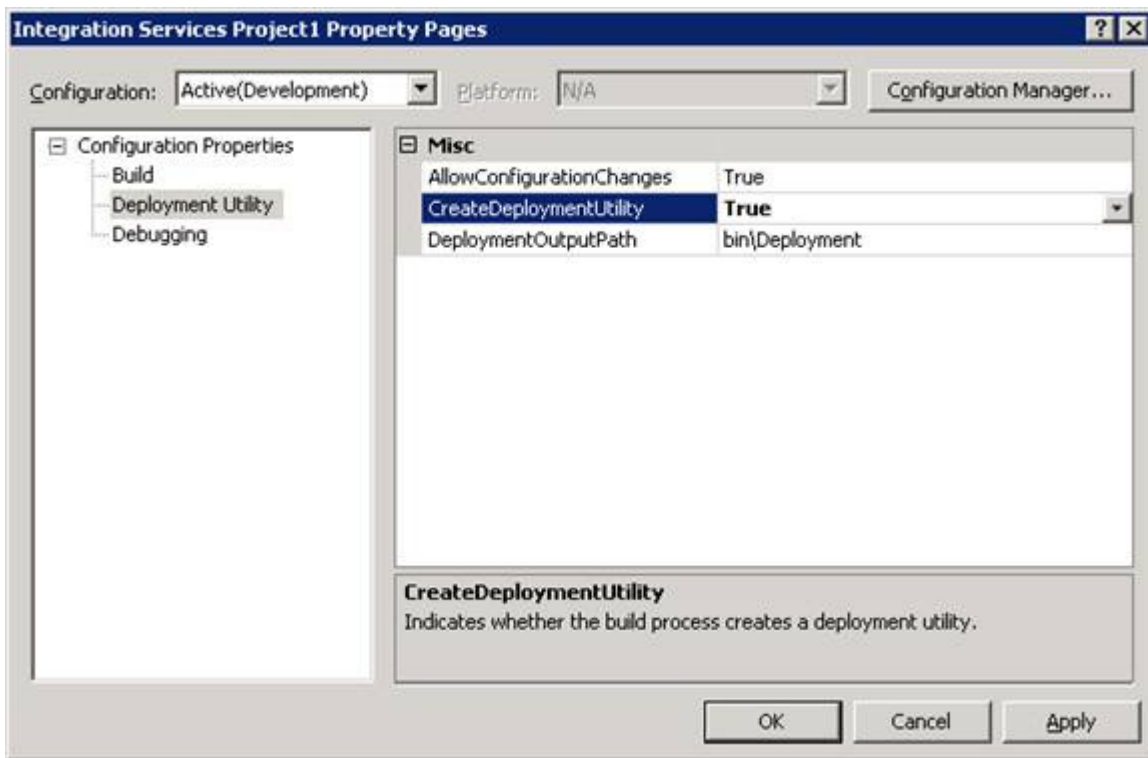 Integration Services Project1 Property Pages
Configuration: Active(Development) Platform: N/A Configuration Manager...
Configuration Properties
Build
Deployment Utility
Debugging
Misc
AllowConfigurationChanges True
CreateDeploymentUtility True
DeploymentOutputPath bin\Deployment
CreateDeploymentUtility
Indicates whether the build process creates a deployment utility.
OK Cancel Apply